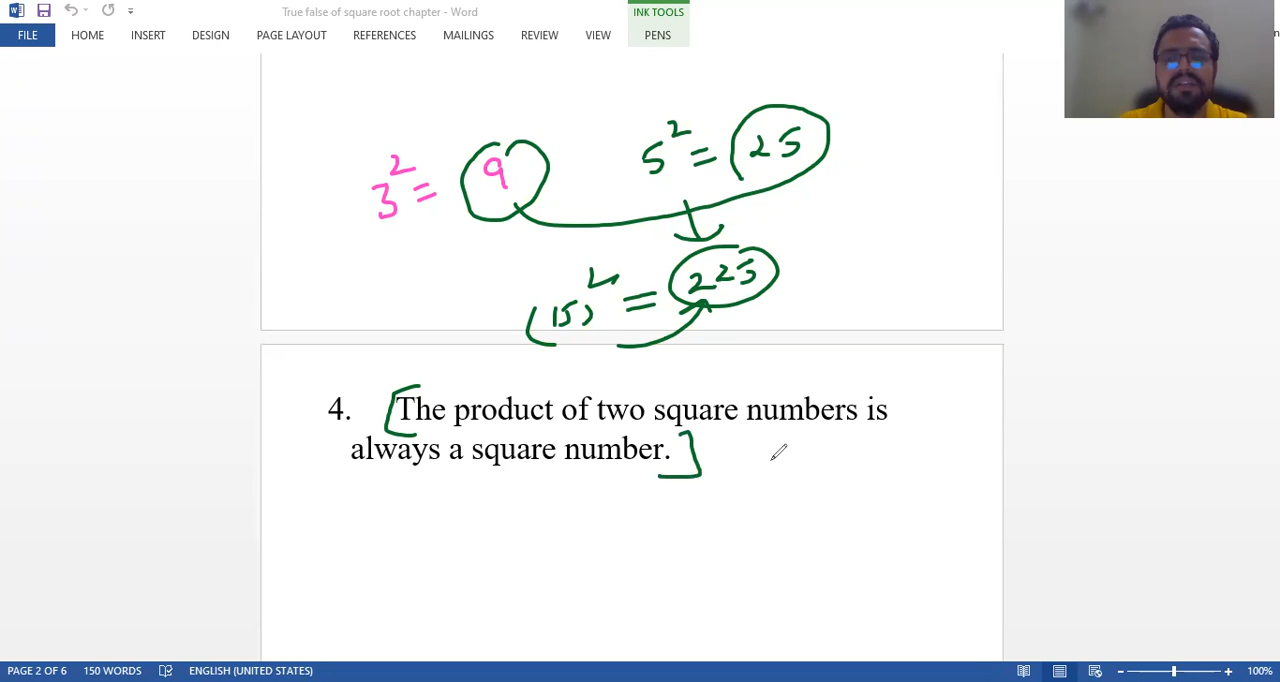 True false of square root chapter - Word
INK TOOLS
FILE HOME INSERT DESIGN PAGE LAYOUT REFERENCES MAILINGS REVIEW VIEW PENS
3² = 9
5² = 25
(15)² = 225
4. The product of two square numbers is
always a square number.
PAGE 2 OF 6 150 WORDS ENGLISH (UNITED STATES) 100%